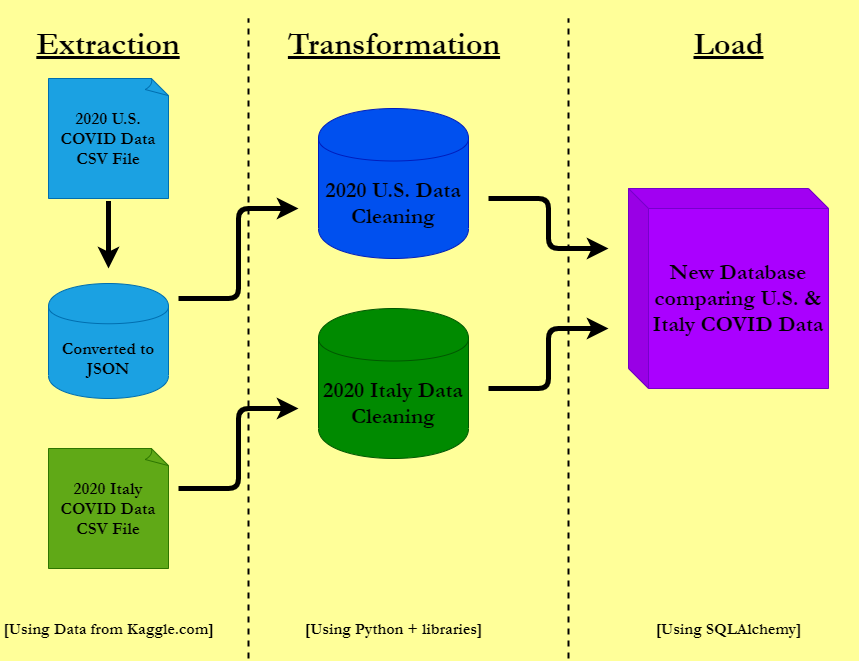 Extraction
Transformation
Load
2020 U.S.
COVID Data
CSV File
Converted to
JSON
2020 Italy
COVID Data
CSV File
2020 U.S. Data
Cleaning
2020 Italy Data
Cleaning
New Database
comparing U.S. &
Italy COVID Data
[Using Data from Kaggle.com]
[Using Python + libraries]
[Using SQLAlchemy]